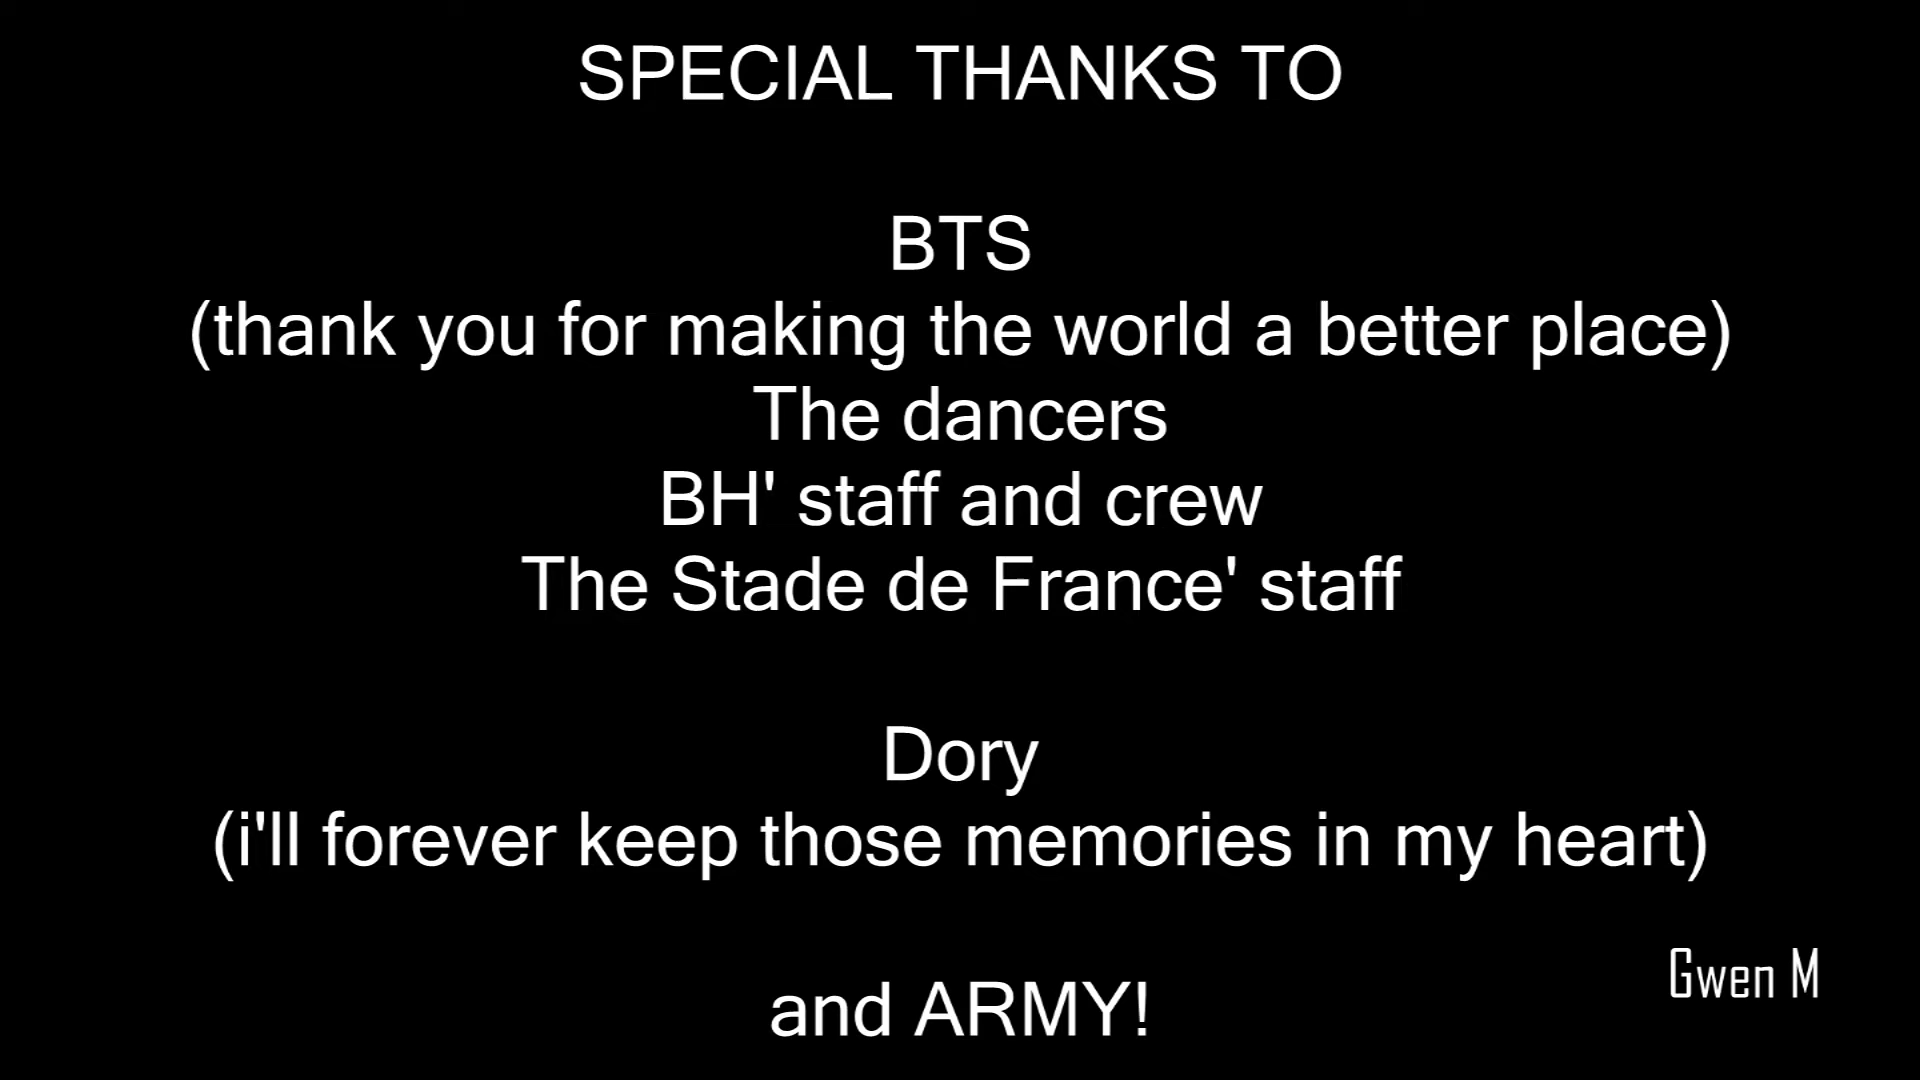 SPECIAL THANKS TO
BTS
(thank you for making the world a better place)
The dancers
BH' staff and crew
The Stade de France' staff
Dory
(i'll forever keep those memories in my heart)
and ARMY!
Gwen M